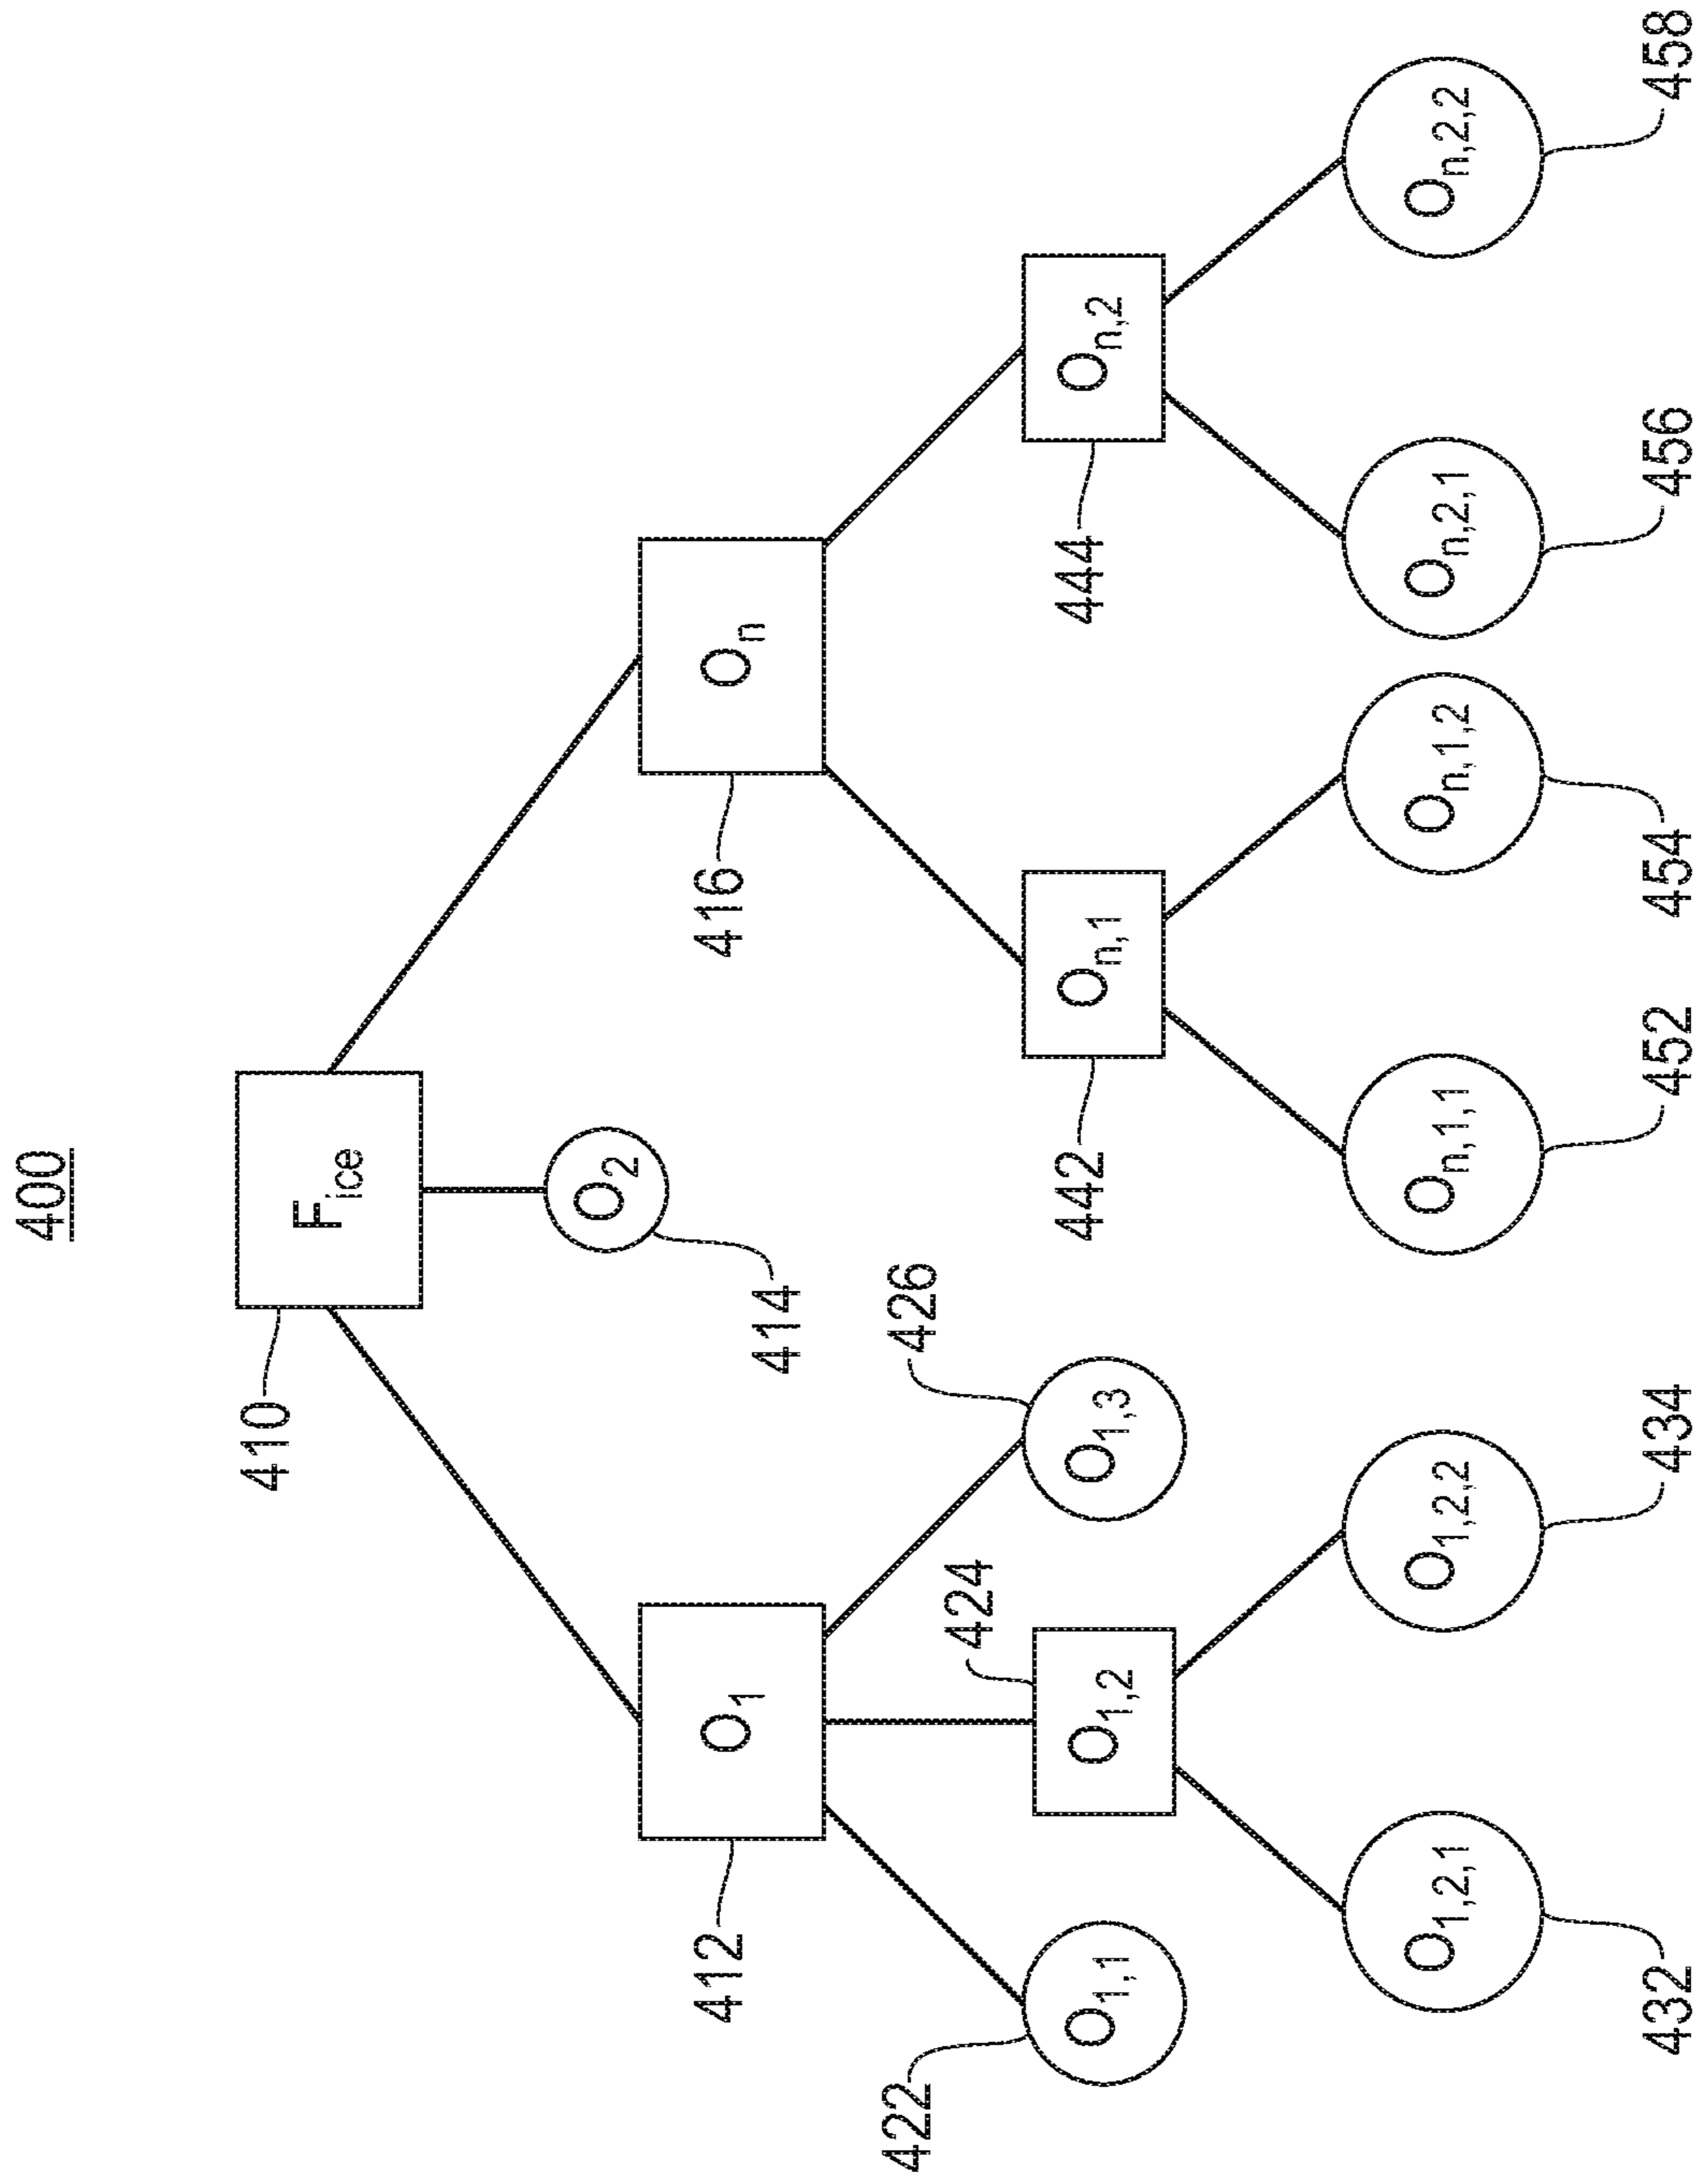 400
410
F_ice
412
O_1
414
O_2
416
O_n
422
O_1,1
424
O_1,2
426
O_1,3
442
O_n,1
444
O_n,2
O_1,2,1
O_1,2,2
O_n,1,1
O_n,1,2
O_n,2,1
O_n,2,2
432
434
452
454
456
458